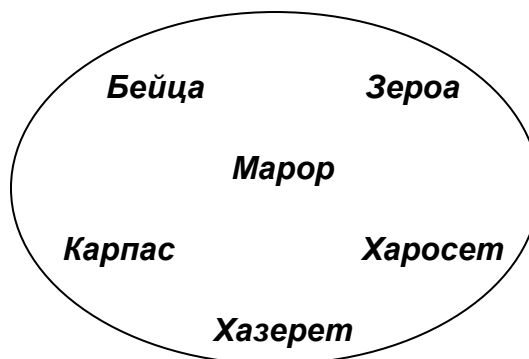 Бейца Зероа
Марор
Карпас Харосет
Хазерет